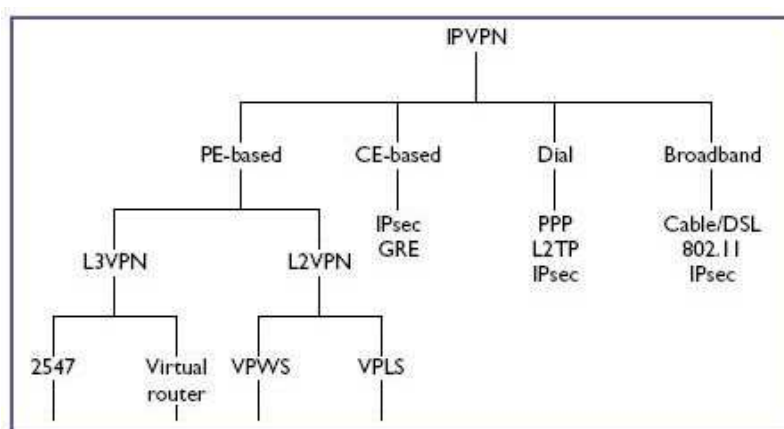 IPVPN
PE-based CE-based Dial Broadband
IPsec PPP Cable/DSL
GRE L2TP 802.11
IPsec IPsec
L3VPN L2VPN
2547 Virtual VPWS VPLS
router